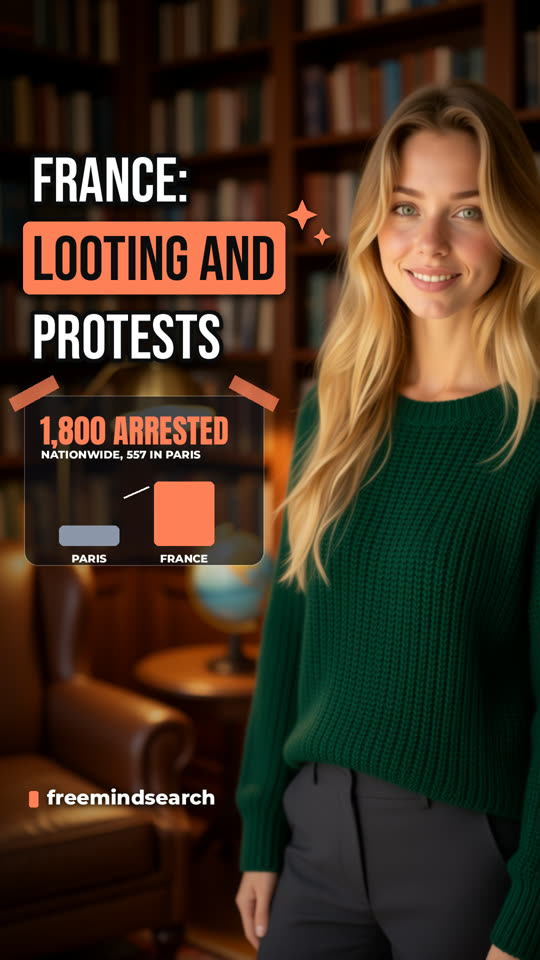 FRANCE:
LOOTING AND
PROTESTS
1,800 ARRESTED
NATIONWIDE, 557 IN PARIS
PARIS FRANCE
freemindsearch